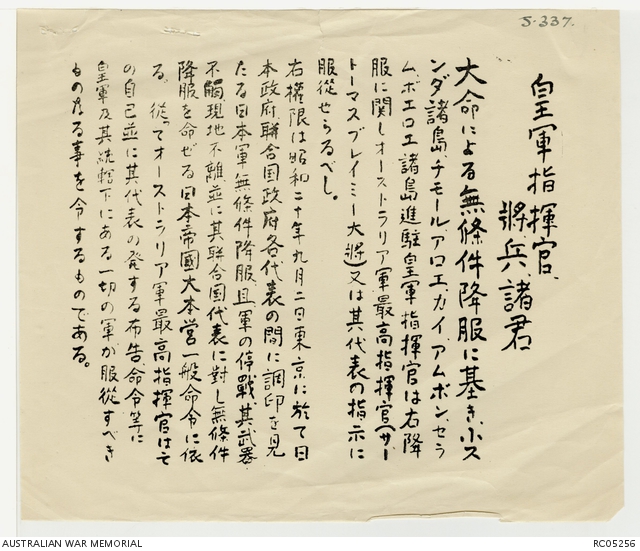 S-337.
皇軍指揮官、
將兵諸君
大命による無條件降服に基き、ボス
ンダ諸島、チモール、アロエ、カイ、アムボン、セラ
ム、ボエロエ諸島進駐皇軍指揮官は右降
服に関しオーストラリア軍最高指揮官(サー
トーマスブレイミー大將)又は其代表の指示に
服從せらるべし。
右權限は昭和二十年九月二日東京に於て日
本政府聯合国政府各代表の間に調印を見
たる日本軍無條件降服、且軍の停戰、其武器
不觸、現地不離並に其聯合国代表に對し無條件
降服を命ぜる日本帝國大本営一般命令に依
る。従つてオーストラリア軍最高指揮官はそ
の自己並に其代表の発する布告命令等に
皇軍及其統轄下にある一切の軍が服從すべき
ものなる事を令するものである。
AUSTRALIAN WAR MEMORIAL
RC05256